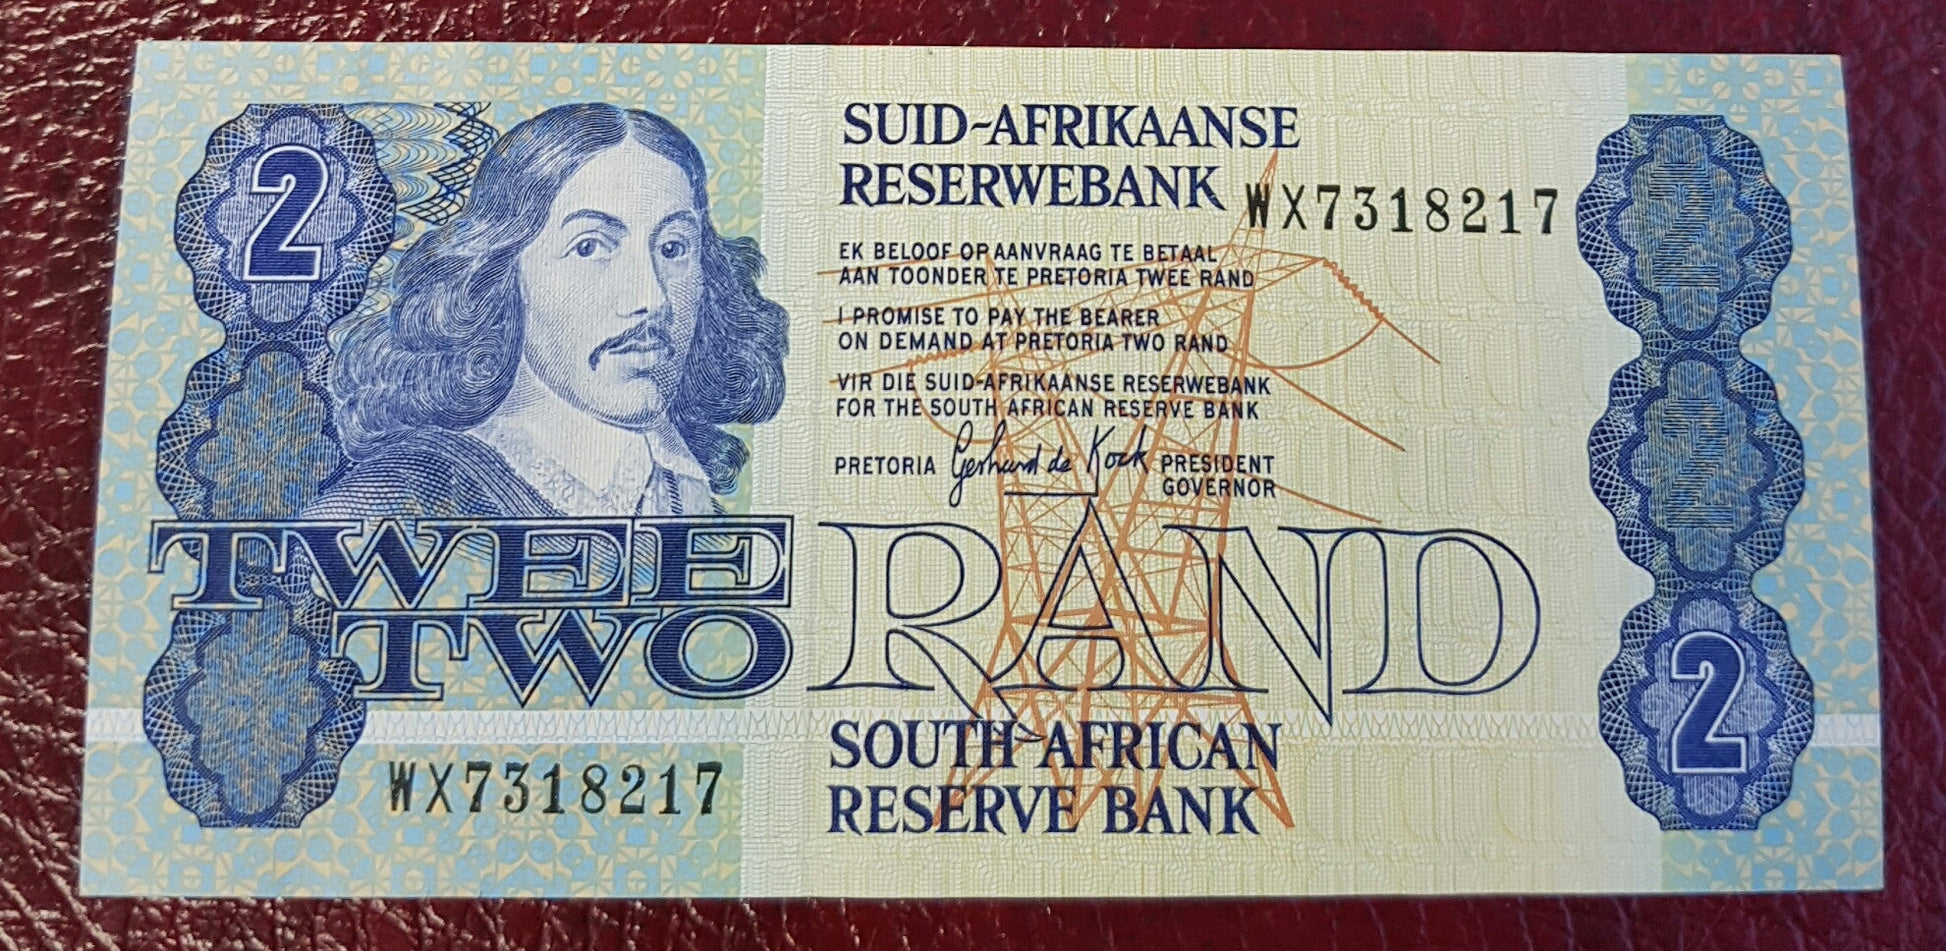 2
SUID-AFRIKAANSE
RESERWEBANK
WX7318217
EK BELOOF OP AANVRAAG TE BETAAL
AAN TOONDER TE PRETORIA TWEE RAND
I PROMISE TO PAY THE BEARER
ON DEMAND AT PRETORIA TWO RAND
VIR DIE SUID-AFRIKAANSE RESERWEBANK
FOR THE SOUTH AFRICAN RESERVE BANK
PRETORIA Gerhard de Kock PRESIDENT
GOVERNOR
TWEE
TWO
RAND
2
SOUTH AFRICAN
RESERVE BANK
WX7318217